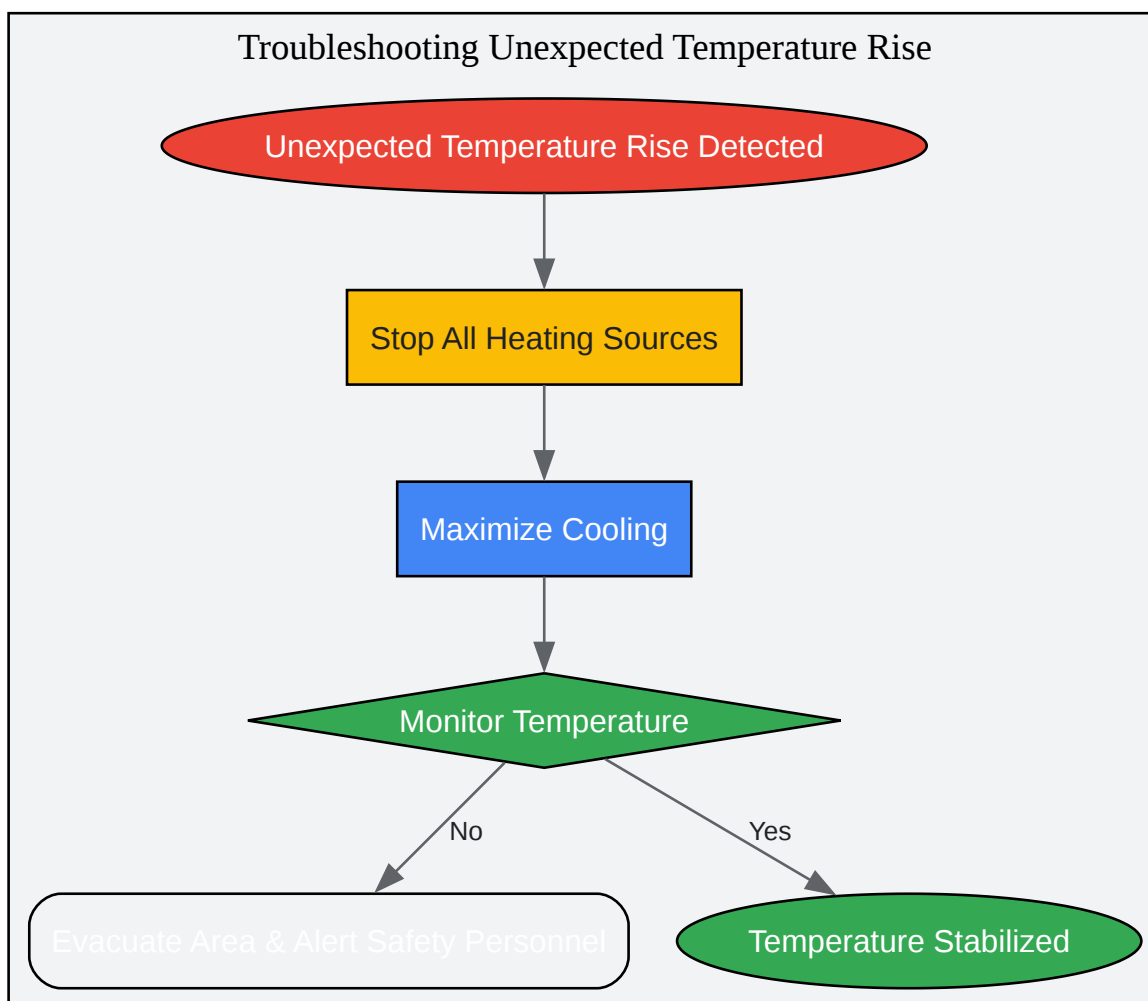 Troubleshooting Unexpected Temperature Rise
Unexpected Temperature Rise Detected
Stop All Heating Sources
Maximize Cooling
Monitor Temperature
No
Yes
Evacuate Area & Alert Safety Personnel
Temperature Stabilized